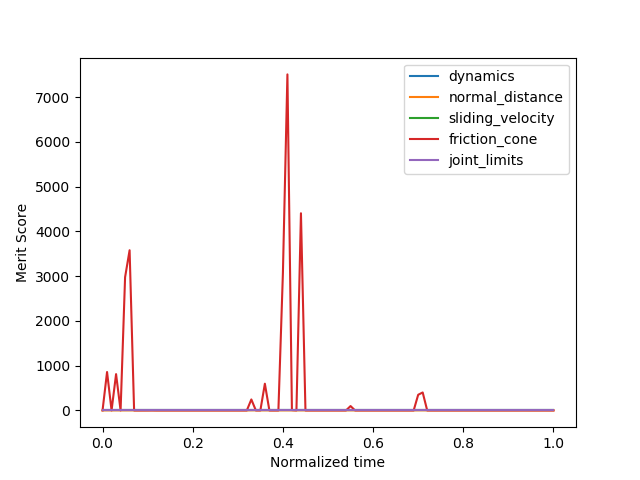 dynamics
normal_distance
sliding_velocity
friction_cone
joint_limits
Merit Score
7000
6000
5000
4000
3000
2000
1000
0
0.0 0.2 0.4 0.6 0.8 1.0
Normalized time